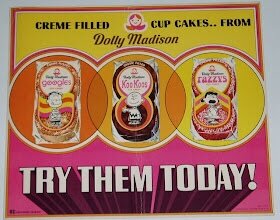 CREME FILLED CUP CAKES.. FROM
Dolly Madison
Dolly Madison
googles
Dolly Madison
Koo Koos
Dolly Madison
razzys
TRY THEM TODAY!